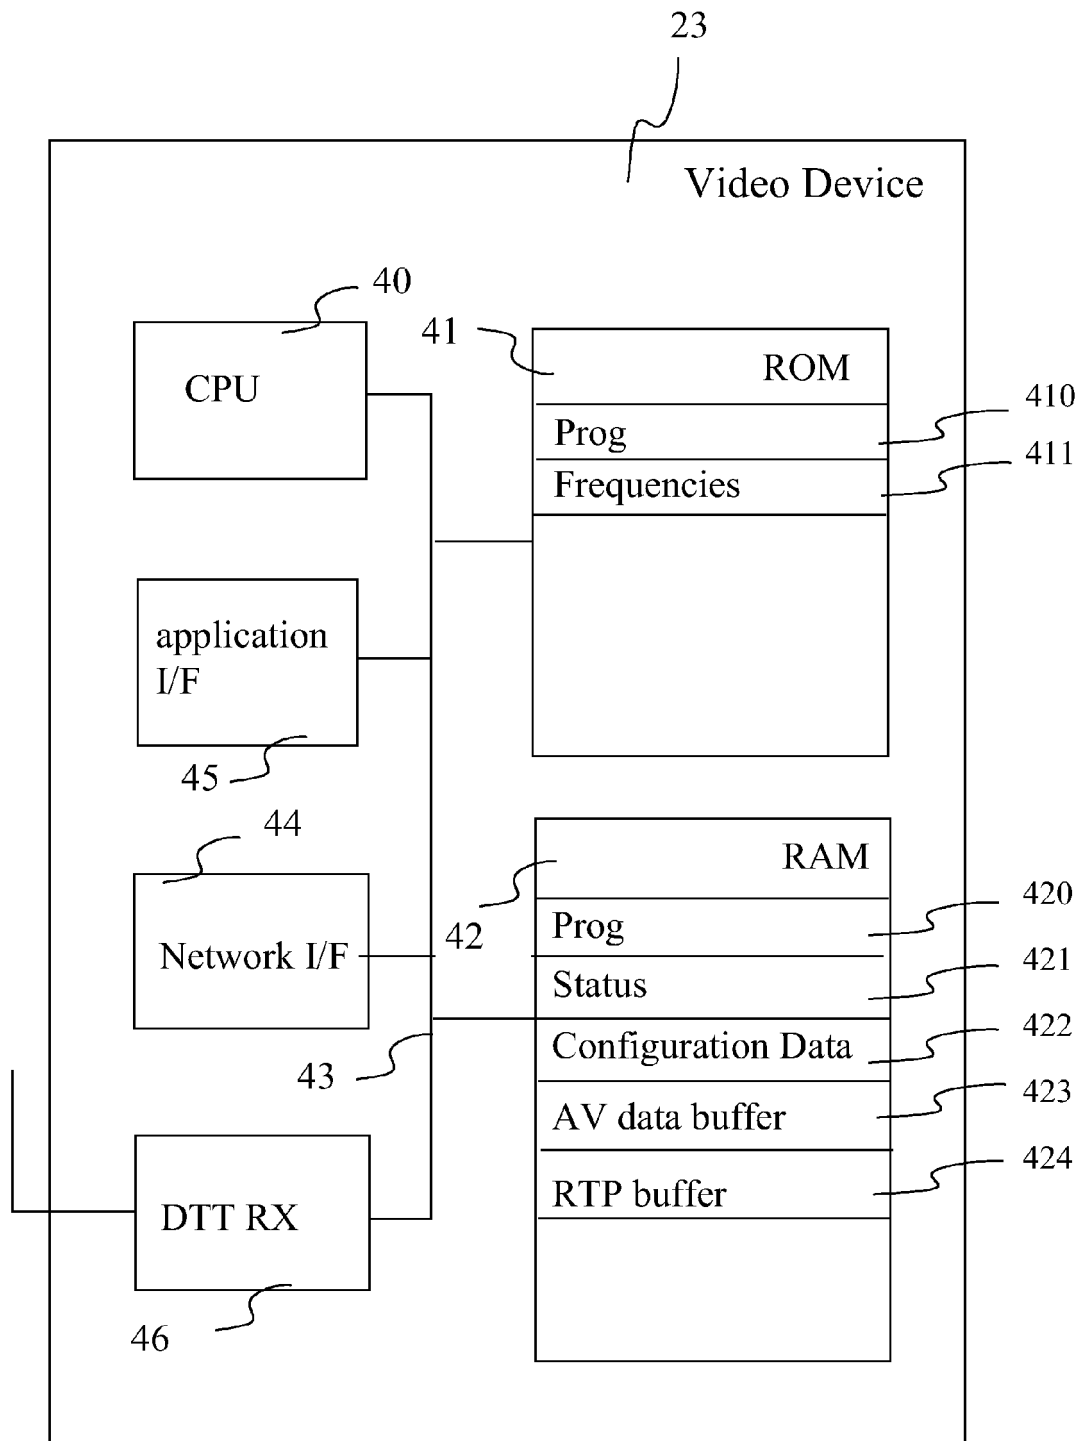 23
Video Device
40
CPU
41
ROM
410
Prog
411
Frequencies
application
I/F
45
44
Network I/F
42
RAM
420
Prog
421
Status
422
Configuration Data
43
423
AV data buffer
424
RTP buffer
DTT RX
46